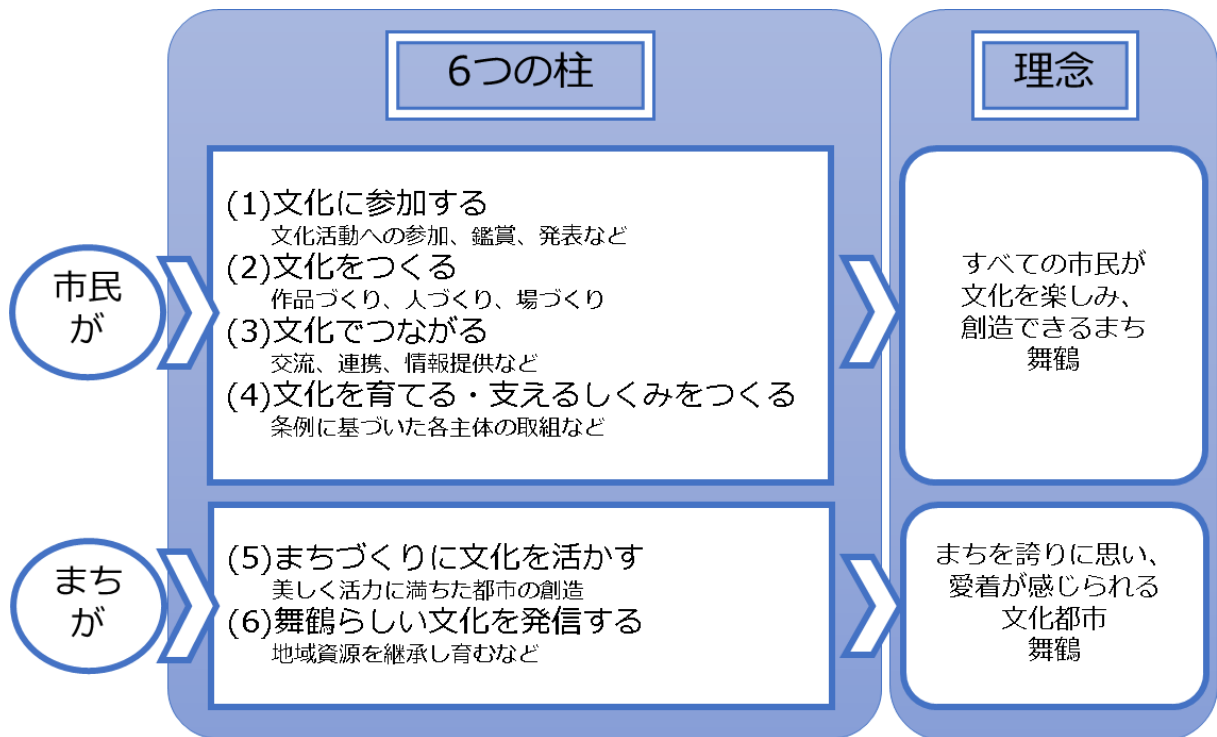 6つの柱
理念
市民
が
(1)文化に参加する
文化活動への参加、鑑賞、発表など
(2)文化をつくる
作品づくり、人づくり、場づくり
(3)文化でつながる
交流、連携、情報提供など
(4)文化を育てる・支えるしくみをつくる
条例に基づいた各主体の取組など
すべての市民が
文化を楽しみ、
創造できるまち
舞鶴
まち
が
(5)まちづくりに文化を活かす
美しく活力に満ちた都市の創造
(6)舞鶴らしい文化を発信する
地域資源を継承し育むなど
まちを誇りに思い、
愛着が感じられる
文化都市
舞鶴